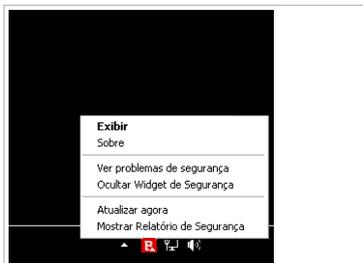 Exibir
Sobre
Ver problemas de segurança
Ocultar Widget de Segurança
Atualizar agora
Mostrar Relatório de Segurança
B